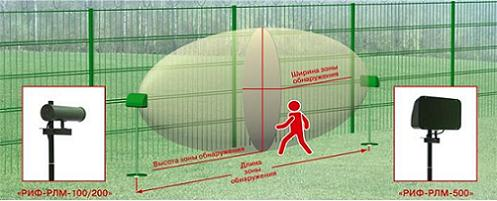 Ширина зоны
обнаружения
Высота зоны обнаружения
Длина
зоны
обнаружения
«РИФ-РЛМ-100/200»
«РИФ-РЛМ-500»